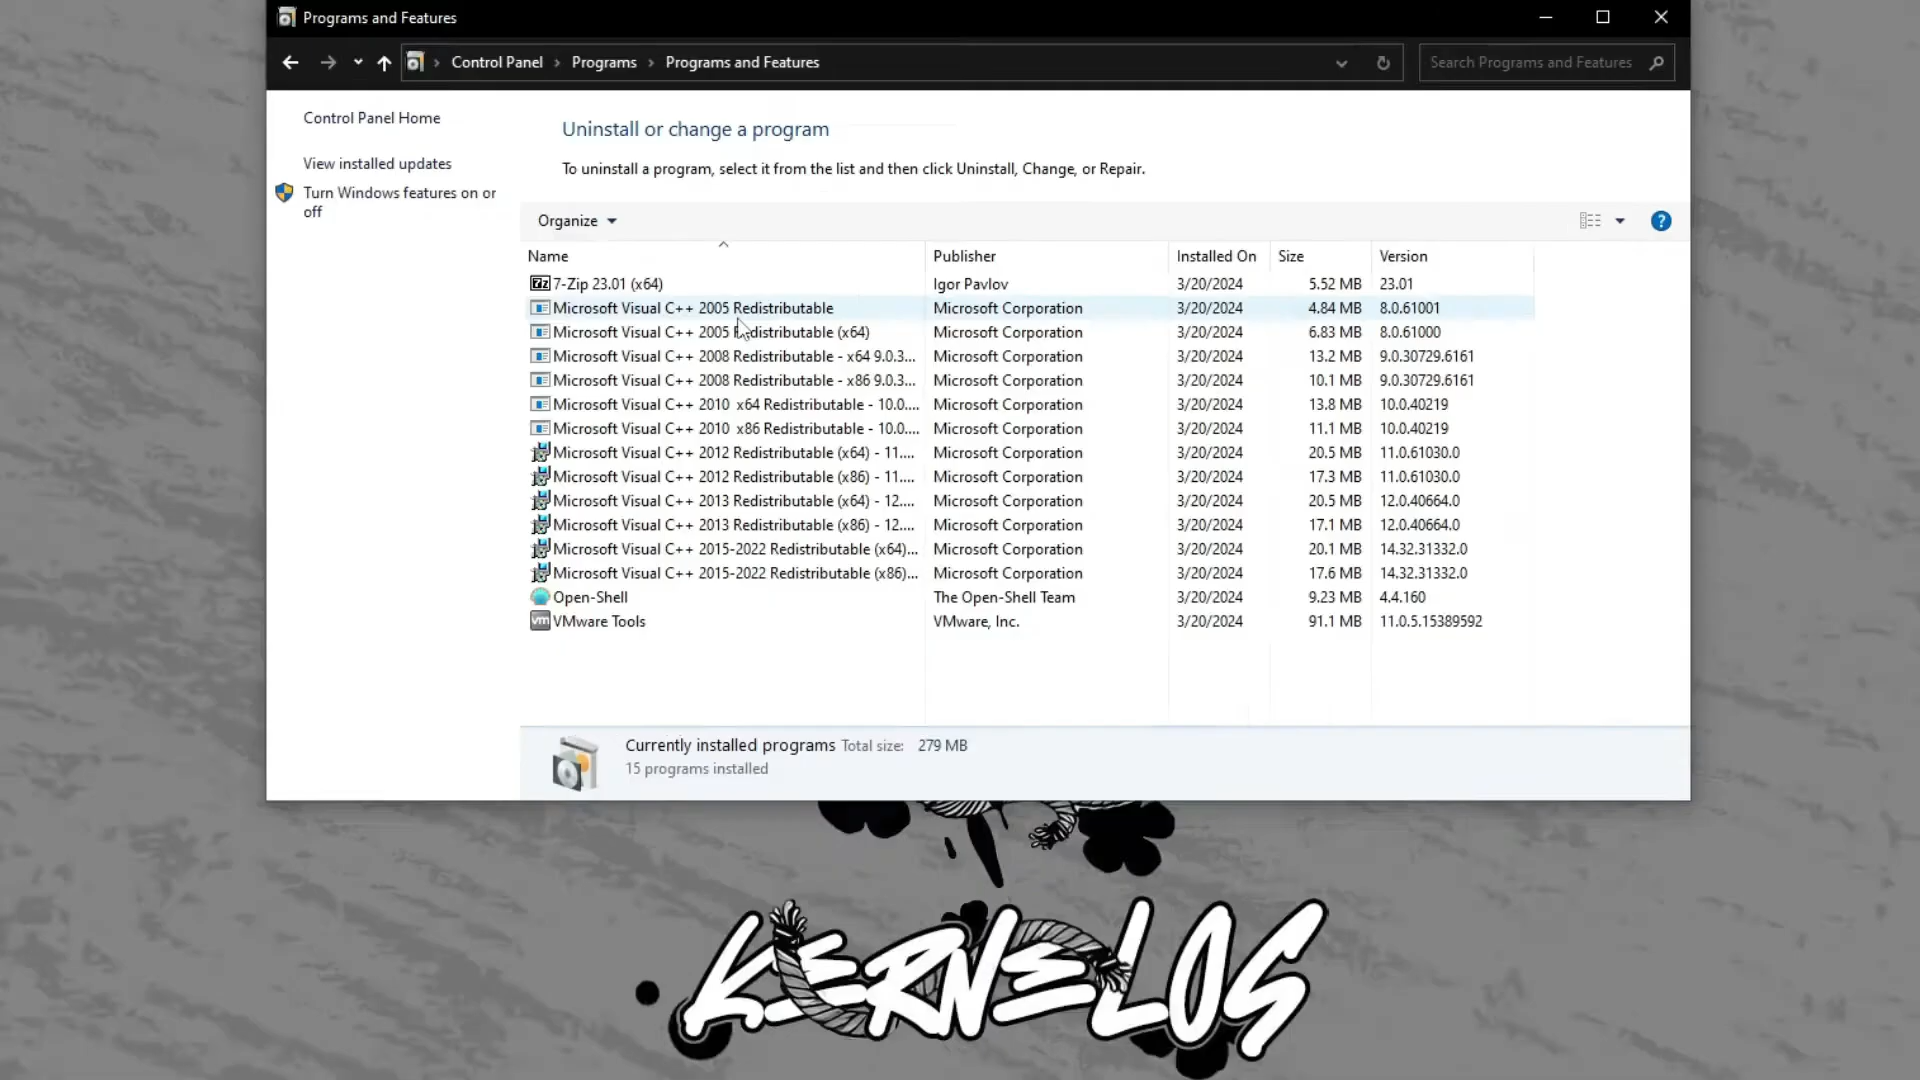 Programs and Features
Control Panel › Programs › Programs and Features
Search Programs and Features
Control Panel Home
View installed updates
Turn Windows features on or
off
Uninstall or change a program
To uninstall a program, select it from the list and then click Uninstall, Change, or Repair.
Organize
Name Publisher Installed On Size Version
7-Zip 23.01 (x64) Igor Pavlov 3/20/2024 5.52 MB 23.01
Microsoft Visual C++ 2005 Redistributable Microsoft Corporation 3/20/2024 4.84 MB 8.0.61001
Microsoft Visual C++ 2005 Redistributable (x64) Microsoft Corporation 3/20/2024 6.83 MB 8.0.61000
Microsoft Visual C++ 2008 Redistributable - x64 9.0.3... Microsoft Corporation 3/20/2024 13.2 MB 9.0.30729.6161
Microsoft Visual C++ 2008 Redistributable - x86 9.0.3... Microsoft Corporation 3/20/2024 10.1 MB 9.0.30729.6161
Microsoft Visual C++ 2010 x64 Redistributable - 10.0.... Microsoft Corporation 3/20/2024 13.8 MB 10.0.40219
Microsoft Visual C++ 2010 x86 Redistributable - 10.0.... Microsoft Corporation 3/20/2024 11.1 MB 10.0.40219
Microsoft Visual C++ 2012 Redistributable (x64) - 11.... Microsoft Corporation 3/20/2024 20.5 MB 11.0.61030.0
Microsoft Visual C++ 2012 Redistributable (x86) - 11.... Microsoft Corporation 3/20/2024 17.3 MB 11.0.61030.0
Microsoft Visual C++ 2013 Redistributable (x64) - 12.... Microsoft Corporation 3/20/2024 20.5 MB 12.0.40664.0
Microsoft Visual C++ 2013 Redistributable (x86) - 12.... Microsoft Corporation 3/20/2024 17.1 MB 12.0.40664.0
Microsoft Visual C++ 2015-2022 Redistributable (x64)... Microsoft Corporation 3/20/2024 20.1 MB 14.32.31332.0
Microsoft Visual C++ 2015-2022 Redistributable (x86)... Microsoft Corporation 3/20/2024 17.6 MB 14.32.31332.0
Open-Shell The Open-Shell Team 3/20/2024 9.23 MB 4.4.160
vm VMware Tools VMware, Inc. 3/20/2024 91.1 MB 11.0.5.15389592
Currently installed programs Total size: 279 MB
15 programs installed
KERNELOS